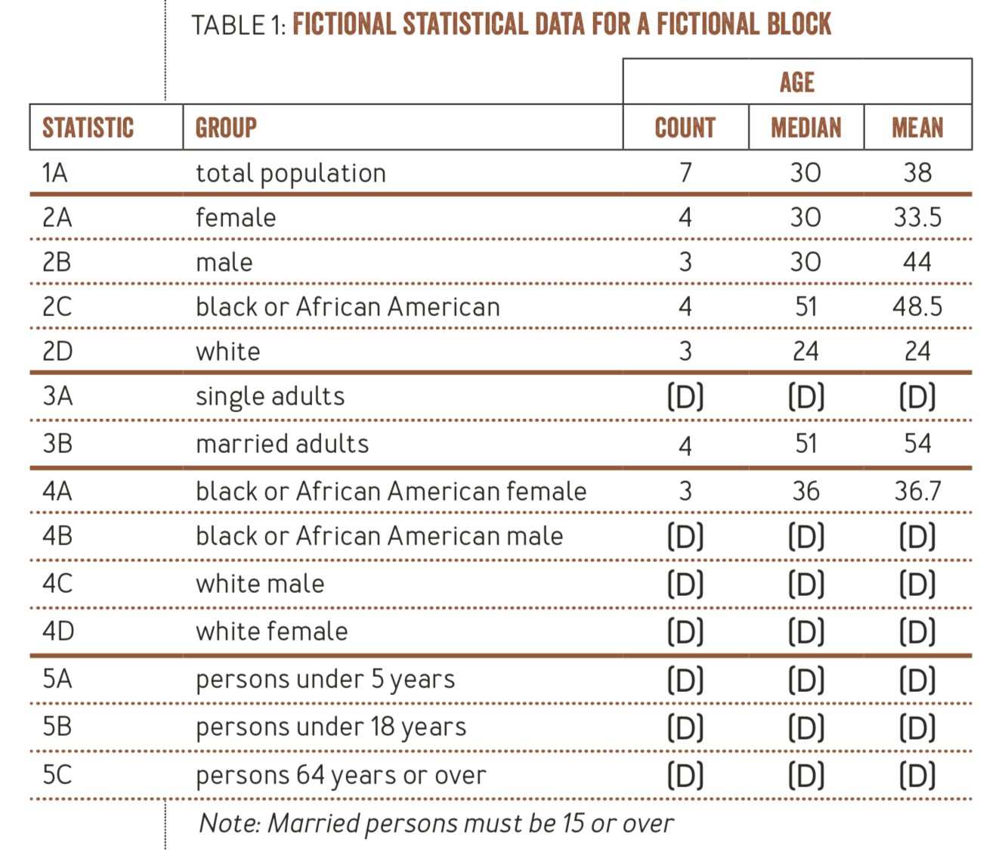 TABLE 1: FICTIONAL STATISTICAL DATA FOR A FICTIONAL BLOCK
AGE
STATISTIC GROUP COUNT MEDIAN MEAN
1A total population 7 30 38
2A female 4 30 33.5
2B male 3 30 44
2C black or African American 4 51 48.5
2D white 3 24 24
3A single adults (D) (D) (D)
3B married adults 4 51 54
4A black or African American female 3 36 36.7
4B black or African American male (D) (D) (D)
4C white male (D) (D) (D)
4D white female (D) (D) (D)
5A persons under 5 years (D) (D) (D)
5B persons under 18 years (D) (D) (D)
5C persons 64 years or over (D) (D) (D)
Note: Married persons must be 15 or over